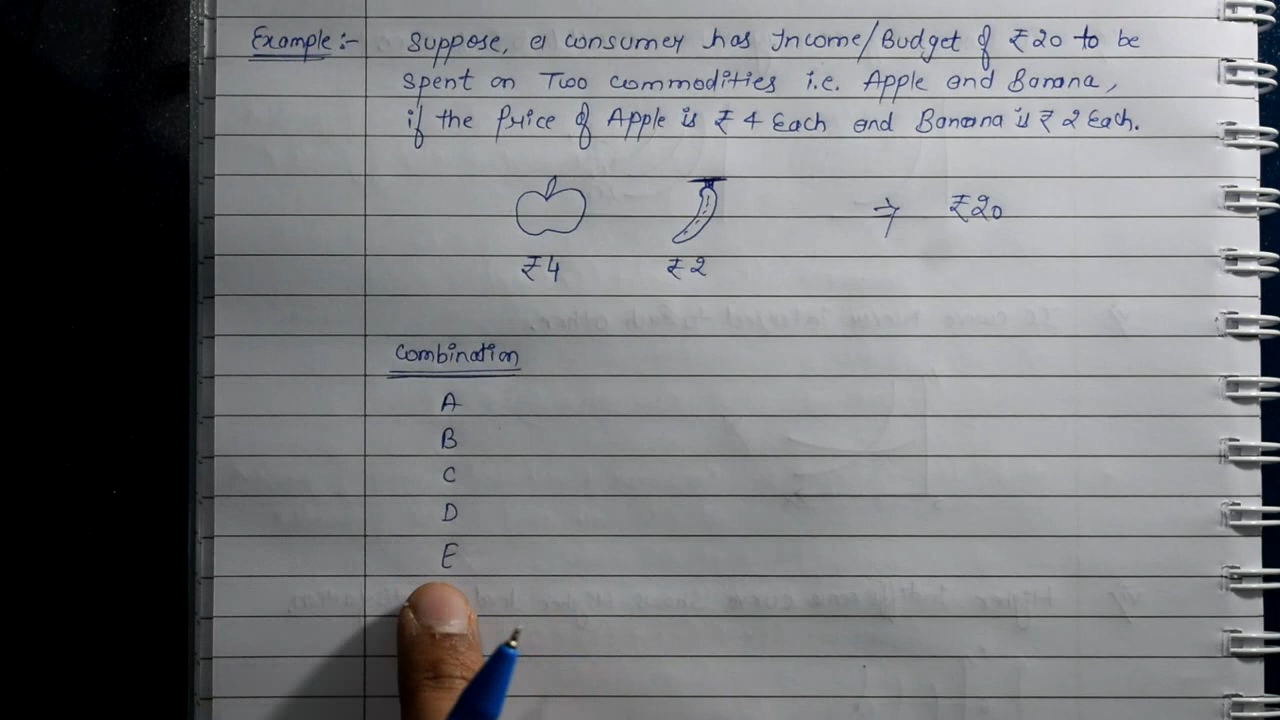 Example:- Suppose, a consumer has Income/Budget of ₹20 to be
spent on Two commodities i.e. Apple and Banana,
if the Price of Apple is ₹ 4 Each and Banana is ₹ 2 Each.
⇒ ₹20
₹4 ₹2
Combination
A
B
C
D
E